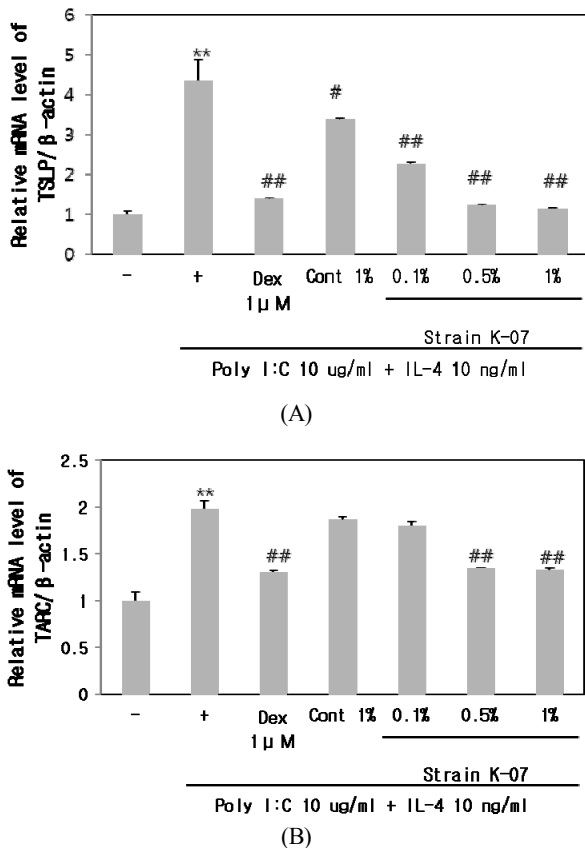 Relative mRNA level of
TSLP/β-actin
6
5
4
3
2
1
0
**
##
#
##
##
##
-
+
Dex
1μM
Cont 1%
0.1%
0.5%
1%
Strain K-07
Poly I:C 10 ug/ml + IL-4 10 ng/ml
(A)
Relative mRNA level of
TARC/β-actin
2.5
2
1.5
1
0.5
0
**
##
##
##
-
+
Dex
1μM
Cont 1%
0.1%
0.5%
1%
Strain K-07
Poly I:C 10 ug/ml + IL-4 10 ng/ml
(B)